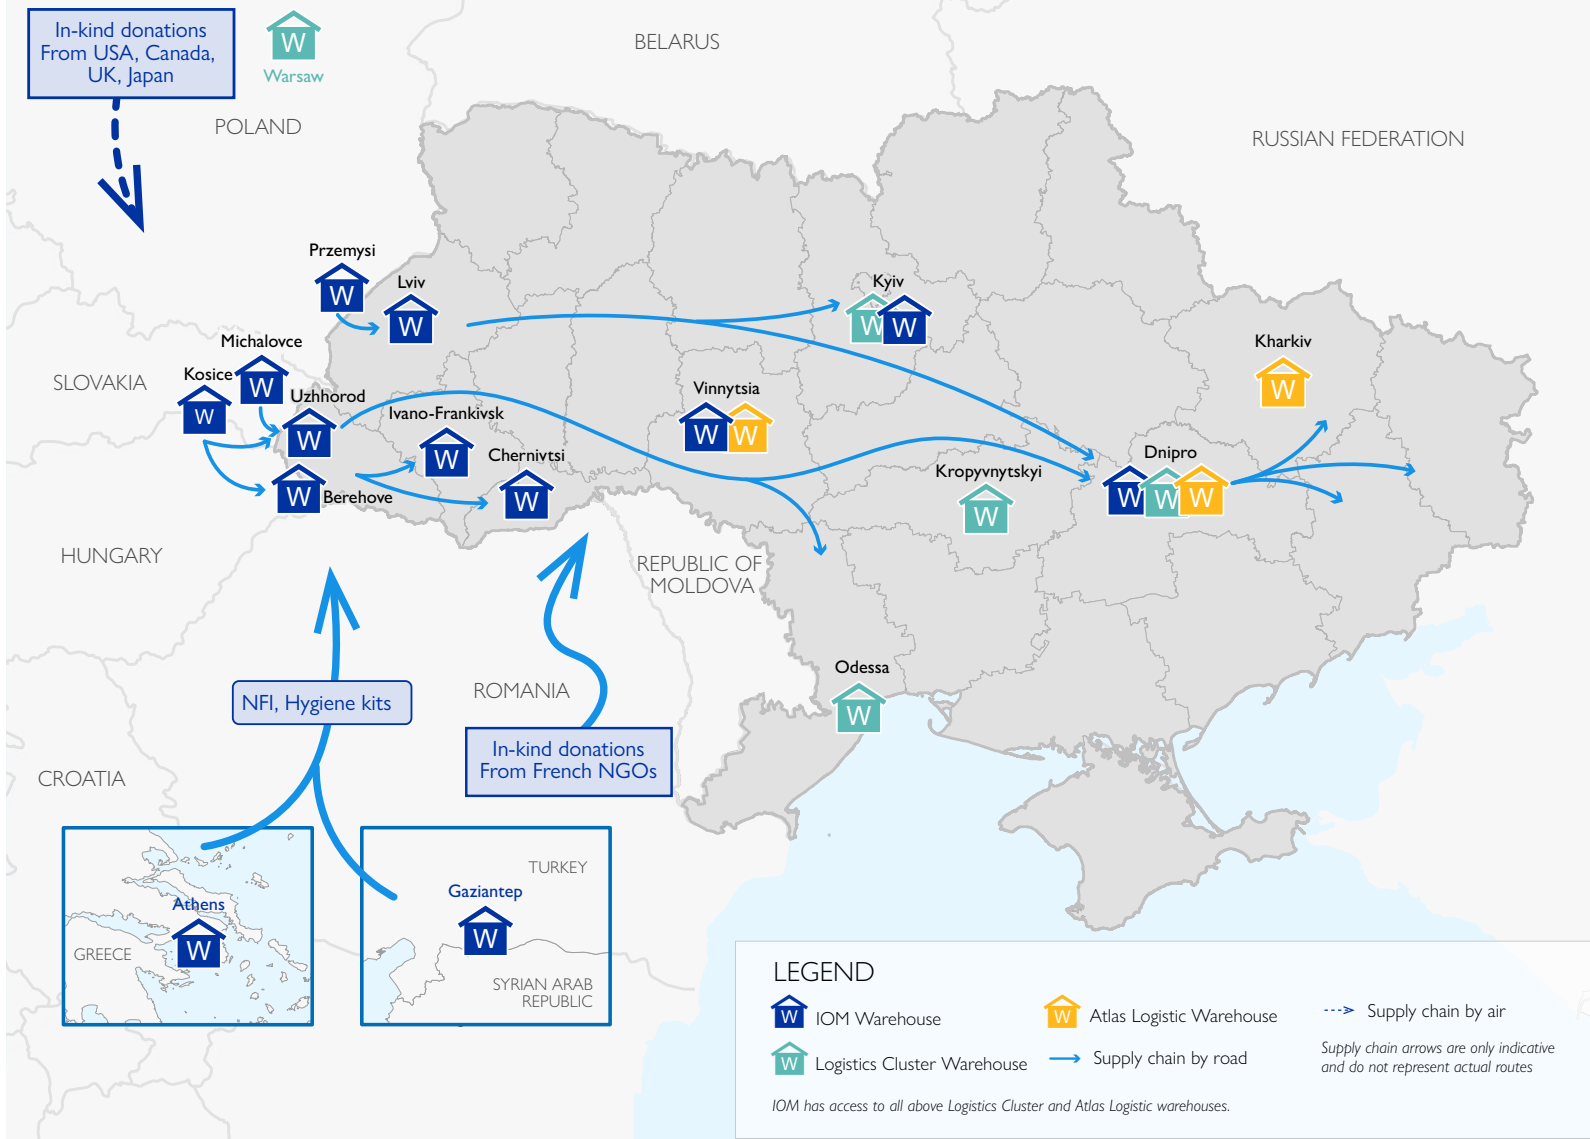 In-kind donations
From USA, Canada,
UK, Japan
W
Warsaw
BELARUS
POLAND
RUSSIAN FEDERATION
Przemysi
W
Lviv
W
Kyiv
W
W
Michalovce
W
Kosice
W
SLOVAKIA
Uzhhorod
W
Ivano-Frankivsk
W
Vinnytsia
W
W
Kharkiv
W
Chernivtsi
W
Berehove
W
Kropyvnytskyi
W
Dnipro
W
W
W
HUNGARY
REPUBLIC OF
MOLDOVA
NFI, Hygiene kits
ROMANIA
Odessa
W
In-kind donations
From French NGOs
CROATIA
Athens
W
GREECE
TURKEY
Gaziantep
W
SYRIAN ARAB
REPUBLIC
LEGEND
W
IOM Warehouse
W
Atlas Logistic Warehouse
Supply chain by air
W
Logistics Cluster Warehouse
Supply chain by road
Supply chain arrows are only indicative
and do not represent actual routes
IOM has access to all above Logistics Cluster and Atlas Logistic warehouses.